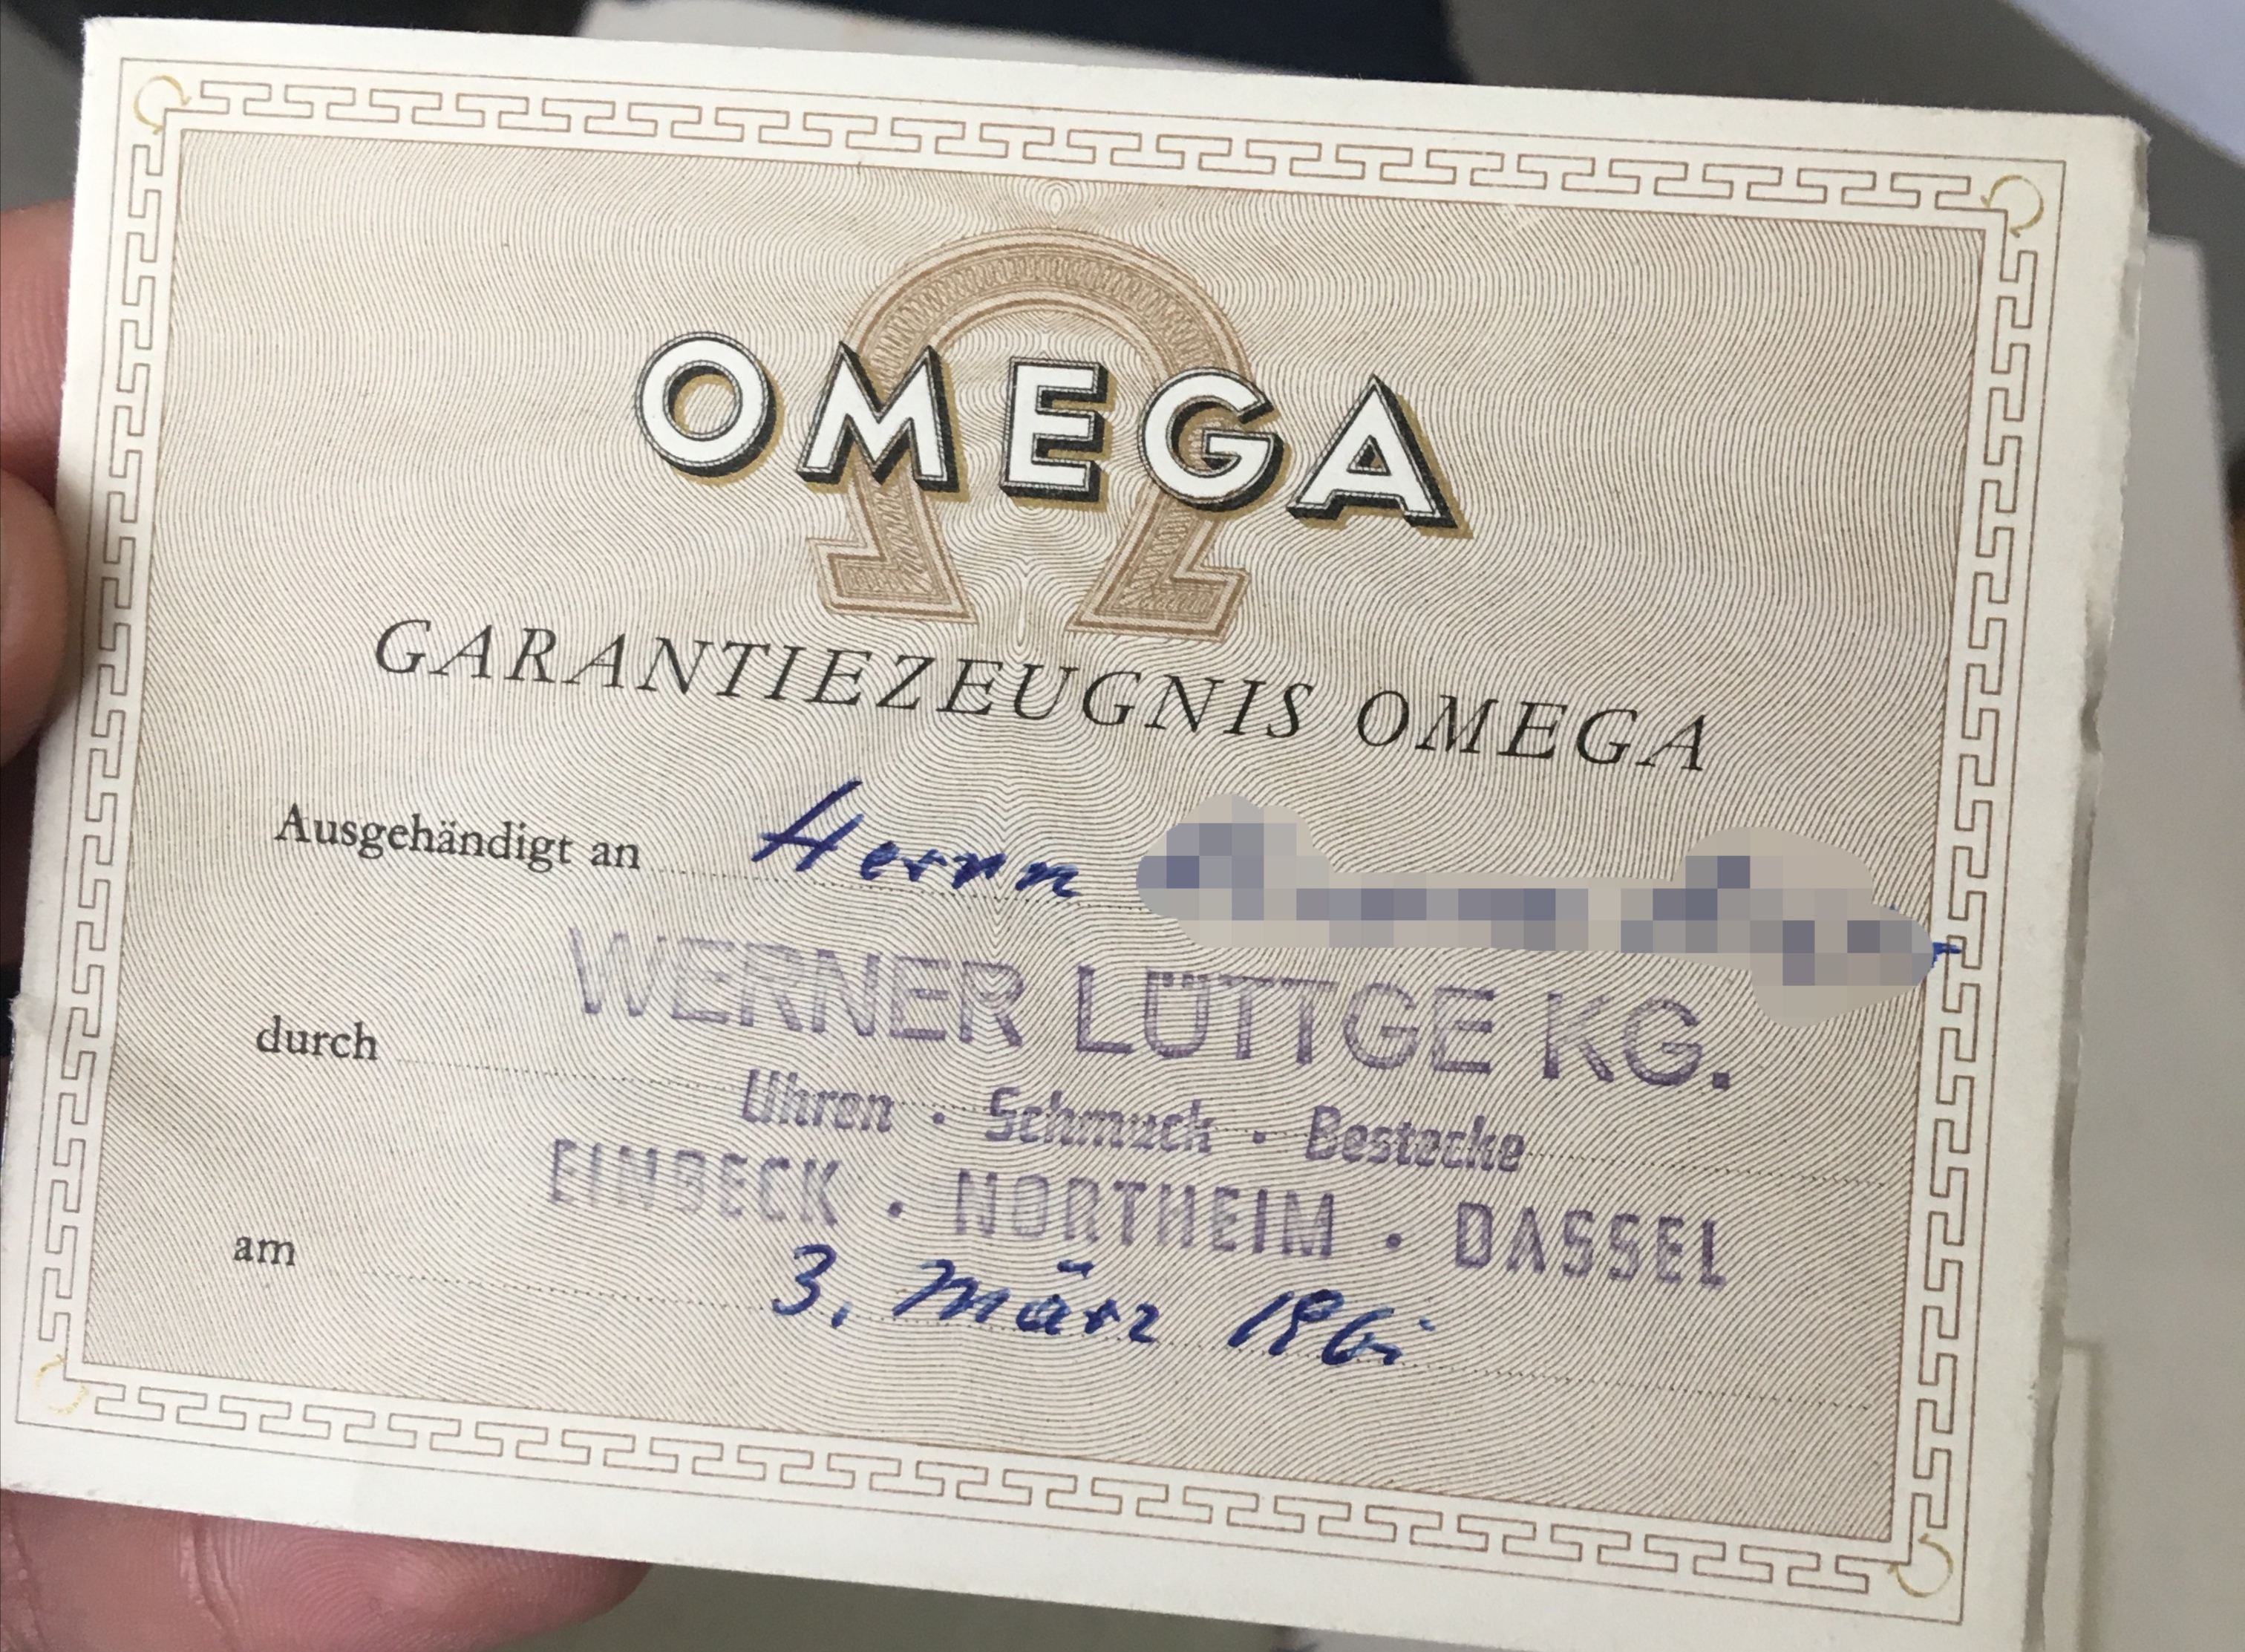 OMEGA
GARANTIEZEUGNIS OMEGA
Ausgehändigt an Herrn
WERNER LÜTTGE KG.
durch
Uhren · Schmuck · Bestecke
EINBECK · NORTHEIM · DASSEL
am 3. März